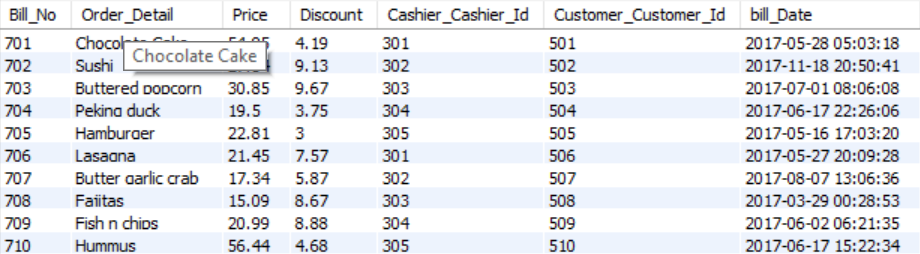 Bill_No Order_Detail Price Discount Cashier_Cashier_Id Customer_Customer_Id bill_Date
701 Chocolate Cake 4.19 301 501 2017-05-28 05:03:18
Chocolate Cake
702 Sushi 9.13 302 502 2017-11-18 20:50:41
703 Buttered popcorn 30.85 9.67 303 503 2017-07-01 08:06:08
704 Peking duck 19.5 3.75 304 504 2017-06-17 22:26:06
705 Hamburger 22.81 3 305 505 2017-05-16 17:03:20
706 Lasagna 21.45 7.57 301 506 2017-05-27 20:09:28
707 Butter garlic crab 17.34 5.87 302 507 2017-08-07 13:06:36
708 Fajitas 15.09 8.67 303 508 2017-03-29 00:28:53
709 Fish n chips 20.99 8.88 304 509 2017-06-02 06:21:35
710 Hummus 56.44 4.68 305 510 2017-06-17 15:22:34